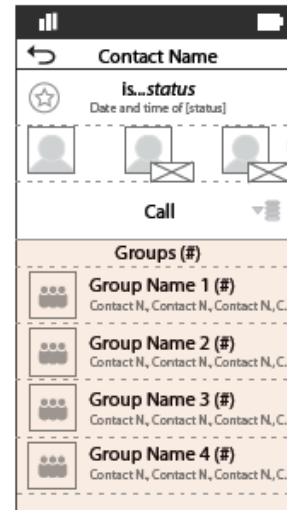 Contact Name
is...status
Date and time of [status]
Call
Groups (#)
Group Name 1 (#)
Contact N., Contact N., Contact N., C..
Group Name 2 (#)
Contact N., Contact N., Contact N., C..
Group Name 3 (#)
Contact N., Contact N., Contact N., C..
Group Name 4 (#)
Contact N., Contact N., Contact N., C..